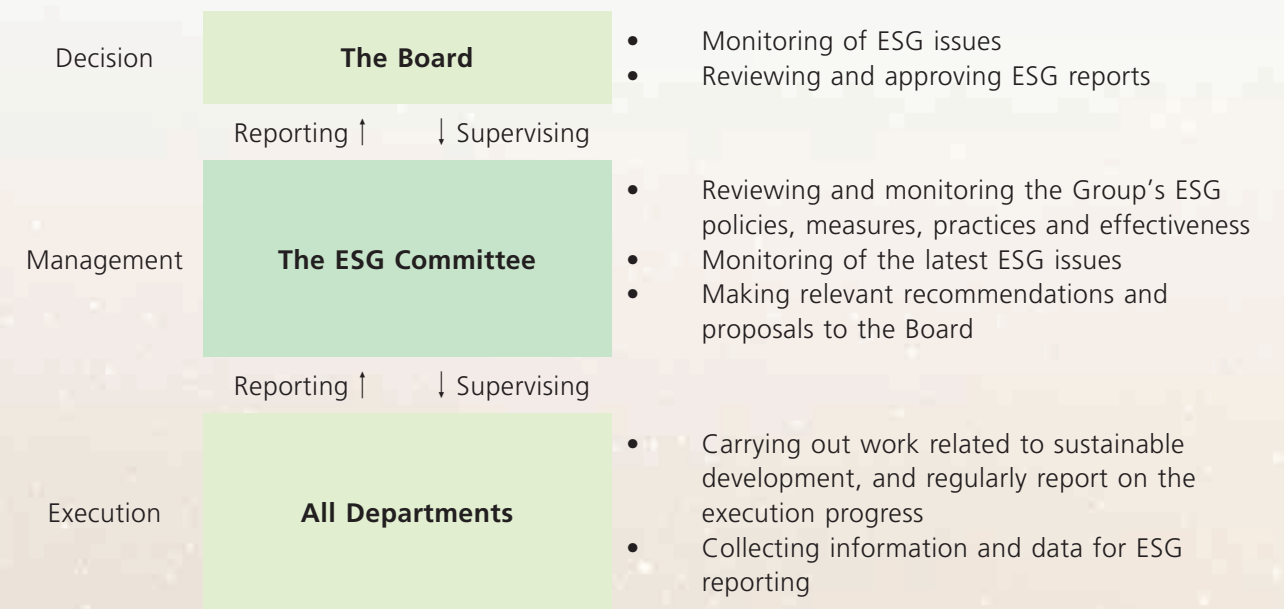 Decision
The Board
• Monitoring of ESG issues
• Reviewing and approving ESG reports
Reporting ↑ ↓ Supervising
Management
The ESG Committee
• Reviewing and monitoring the Group’s ESG
policies, measures, practices and effectiveness
• Monitoring of the latest ESG issues
• Making relevant recommendations and
proposals to the Board
Reporting ↑ ↓ Supervising
Execution
All Departments
• Carrying out work related to sustainable
development, and regularly report on the
execution progress
• Collecting information and data for ESG
reporting